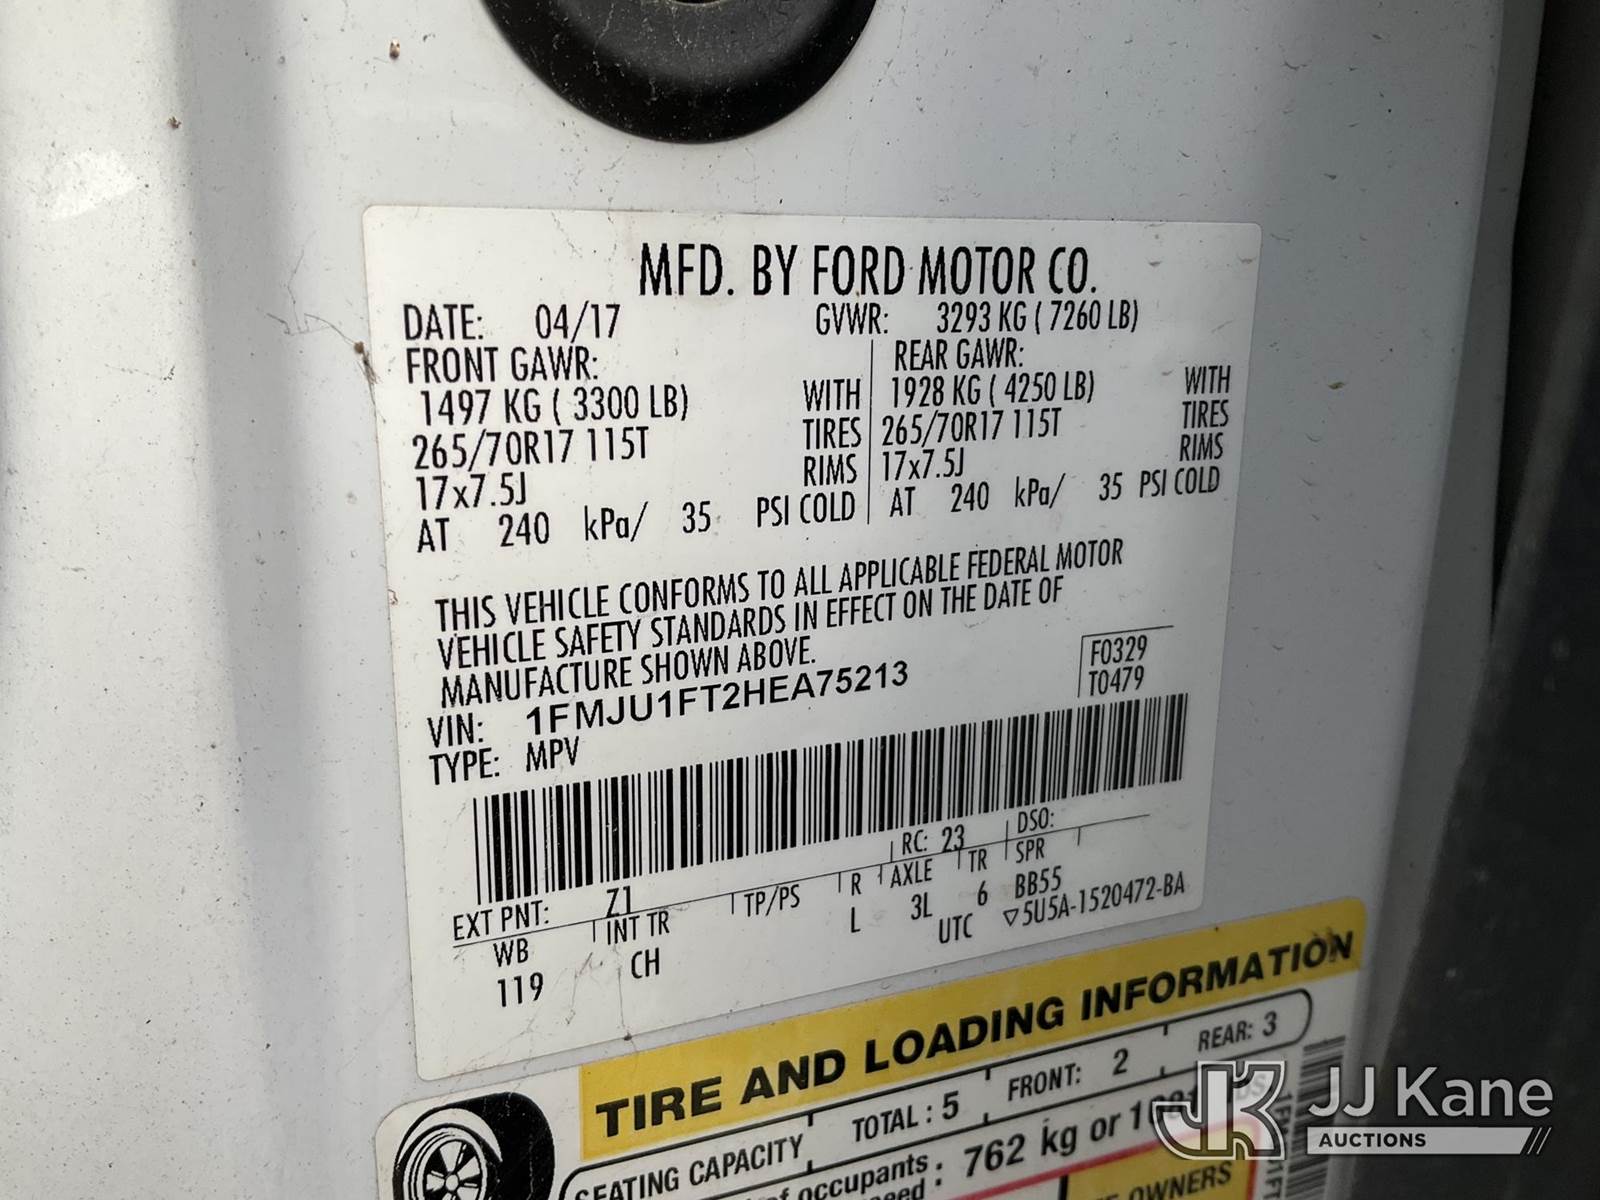 MFD. BY FORD MOTOR CO.
DATE: 04/17 GVWR: 3293 KG ( 7260 LB)
FRONT GAWR: REAR GAWR:
1497 KG ( 3300 LB) WITH 1928 KG ( 4250 LB) WITH
265/70R17 115T TIRES 265/70R17 115T TIRES
17x7.5J RIMS 17x7.5J RIMS
AT 240 kPa/ 35 PSI COLD AT 240 kPa/ 35 PSI COLD
THIS VEHICLE CONFORMS TO ALL APPLICABLE FEDERAL MOTOR
VEHICLE SAFETY STANDARDS IN EFFECT ON THE DATE OF
MANUFACTURE SHOWN ABOVE.
F0329
T0479
VIN: 1FMJU1FT2HEA75213
TYPE: MPV
EXT PNT: Z1 RC: 23 DSO:
WB INT TR TP/PS R AXLE TR SPR
119 CH L 3L 6 BB55
UTC ▽5U5A-1520472-BA
TIRE AND LOADING INFORMATION
SEATING CAPACITY TOTAL : 5 FRONT: 2 REAR: 3
of occupants 762 kg or
OWNERS
JJ Kane
AUCTIONS